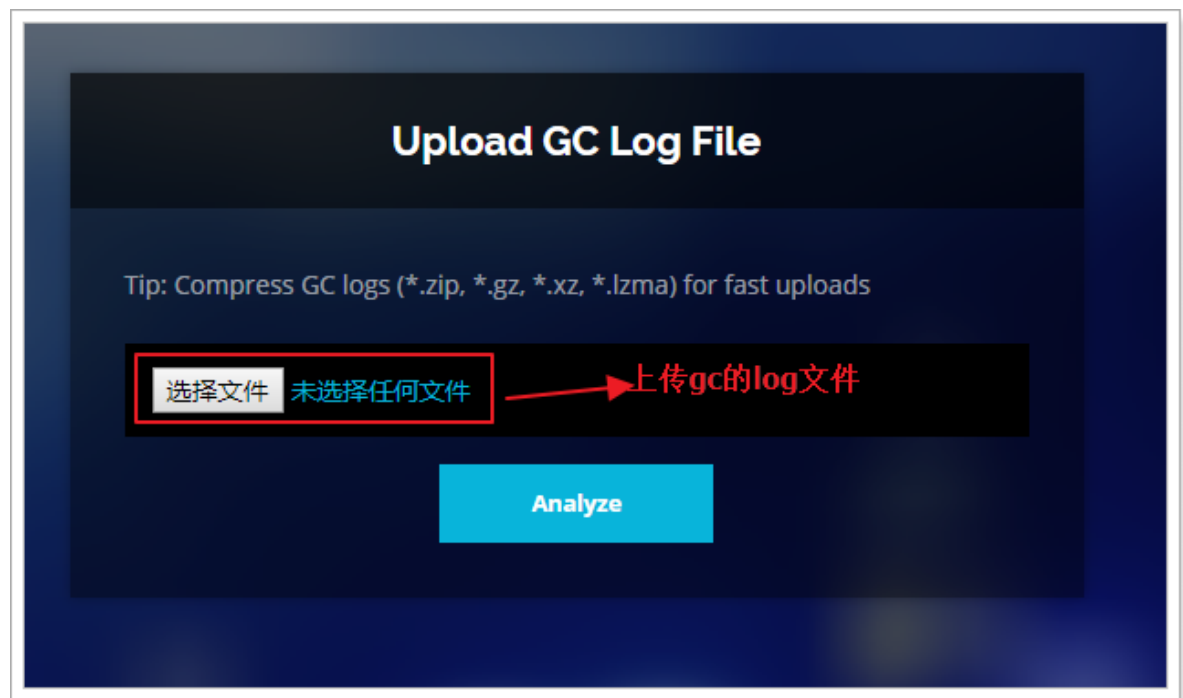 Upload GC Log File
Tip: Compress GC logs (*.zip, *.gz, *.xz, *.lzma) for fast uploads
选择文件 未选择任何文件 上传gc的log文件
Analyze